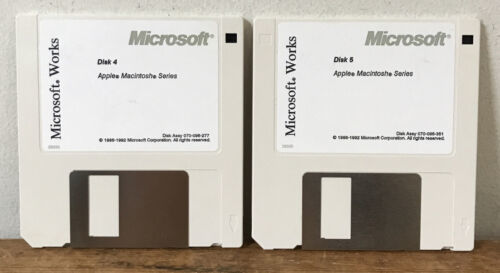 Microsoft®
Microsoft® Works
Disk 4
Apple® Macintosh® Series
Disk Assy 070-096-277
© 1986-1992 Microsoft Corporation. All rights reserved.
Microsoft®
Microsoft® Works
Disk 5
Apple® Macintosh® Series
Disk Assy 070-096-351
© 1986-1992 Microsoft Corporation. All rights reserved.